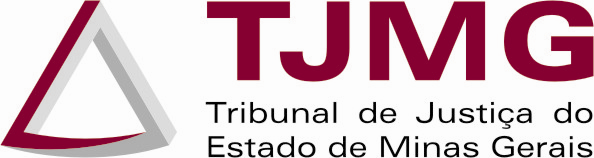 TJMG
Tribunal de Justiça do
Estado de Minas Gerais